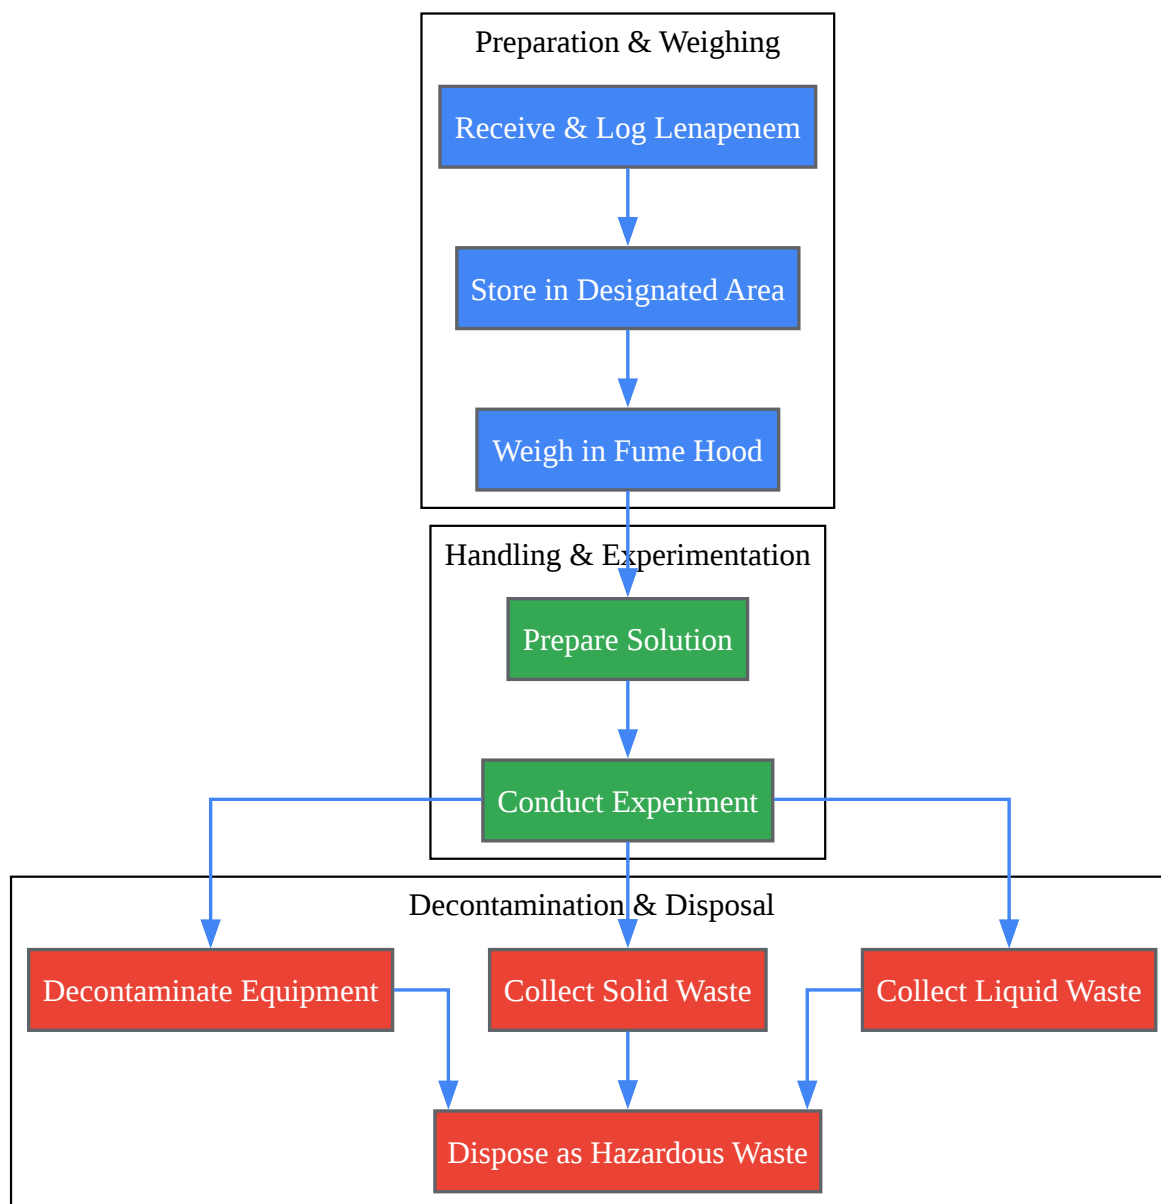 Preparation & Weighing
Receive & Log Lenapenem
Store in Designated Area
Weigh in Fume Hood
Handling & Experimentation
Prepare Solution
Conduct Experiment
Decontamination & Disposal
Decontaminate Equipment
Collect Solid Waste
Collect Liquid Waste
Dispose as Hazardous Waste